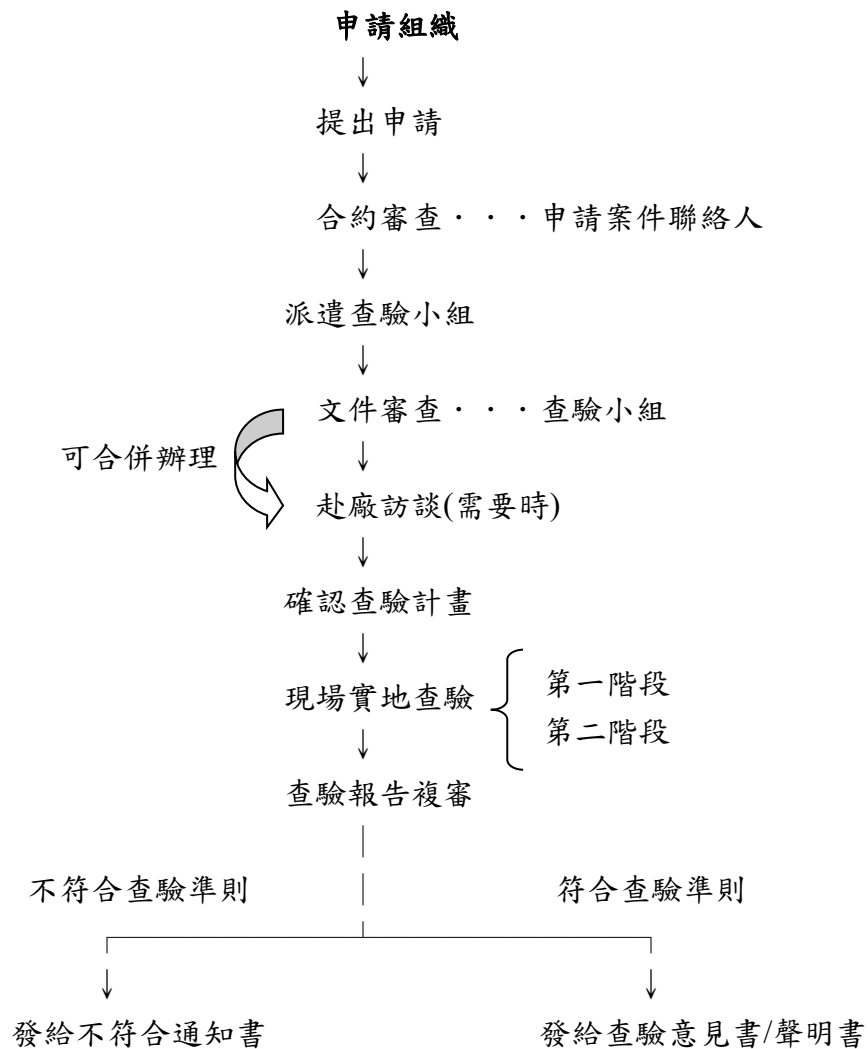 申請組織
提出申請
合約審查・・・申請案件聯絡人
派遣查驗小組
文件審查・・・查驗小組
可合併辦理
赴廠訪談(需要時)
確認查驗計畫
現場實地查驗
第一階段
第二階段
查驗報告複審
不符合查驗準則
符合查驗準則
發給不符合通知書
發給查驗意見書/聲明書